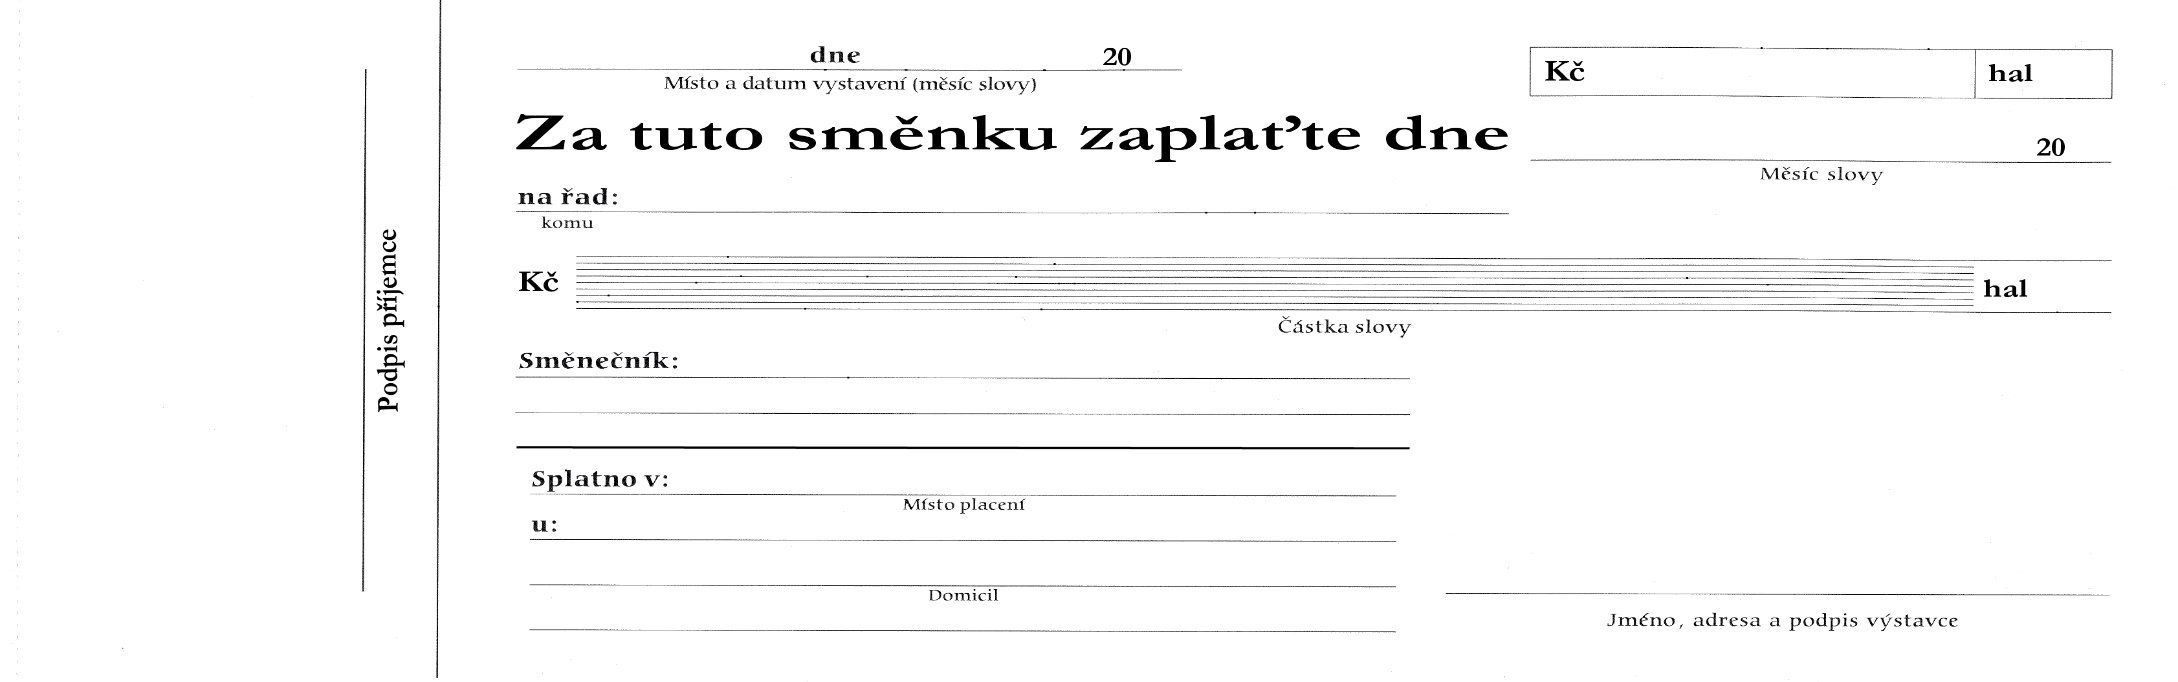 Podpis příjemce
dne 20
Místo a datum vystavení (měsíc slovy)
Kč hal
Za tuto směnku zaplaťte dne 20
Měsíc slovy
na řad:
komu
Kč hal
Částka slovy
Směnečník:
Splatno v:
Místo placení
u:
Domicil
Jméno, adresa a podpis výstavce